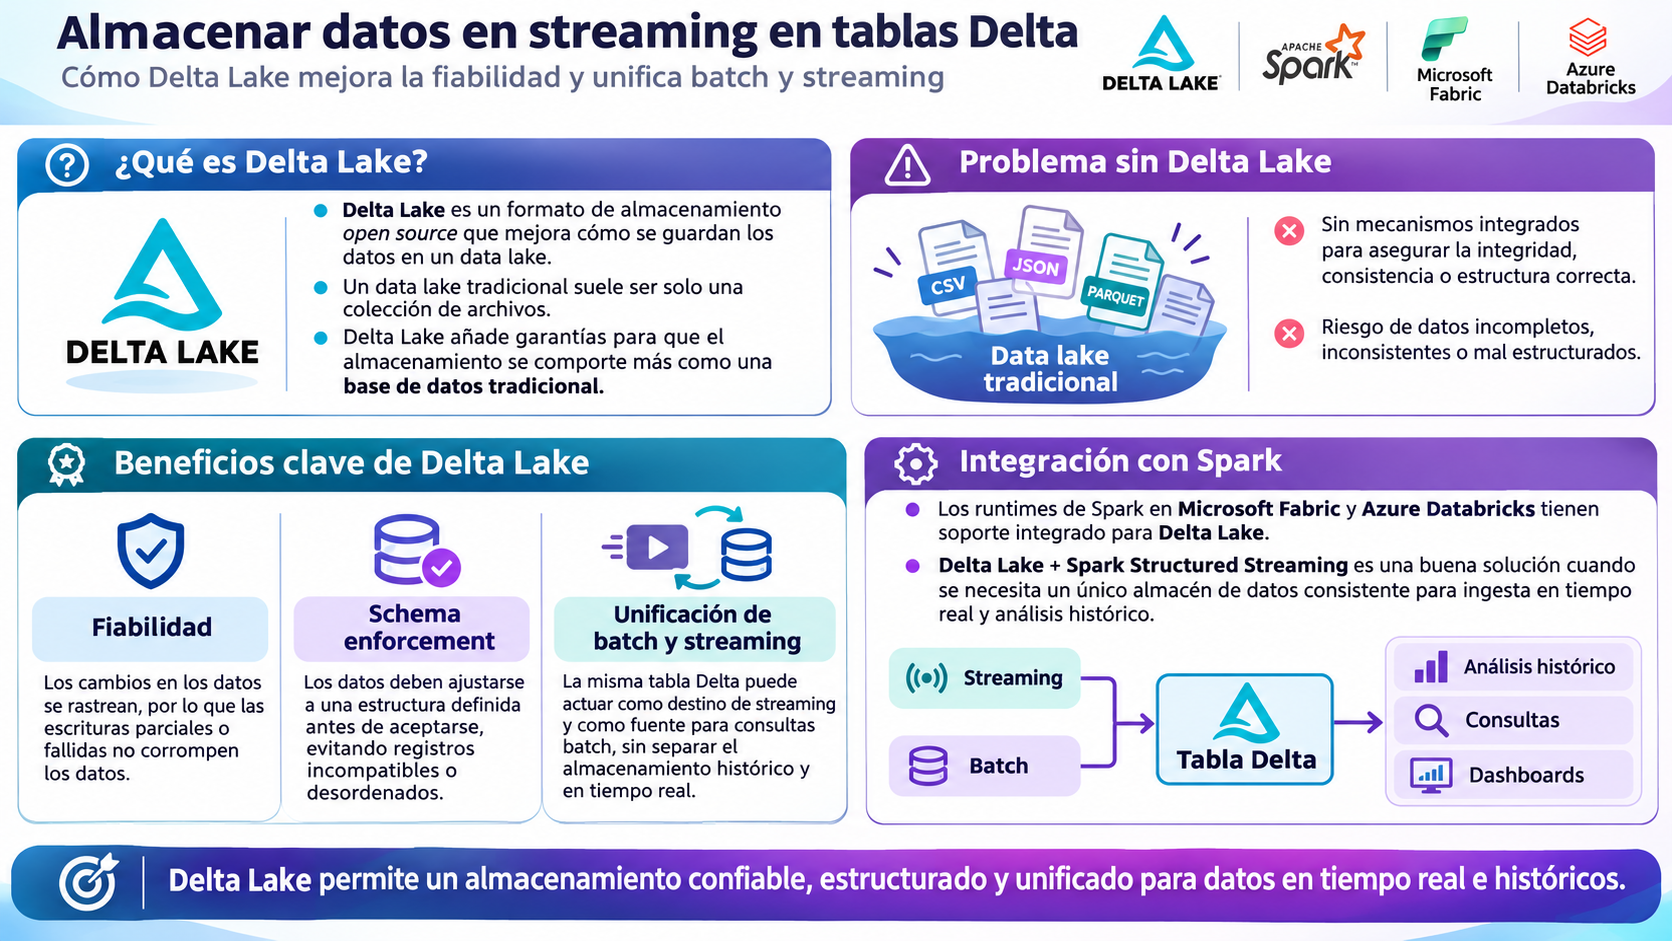 Almacenar datos en streaming en tablas Delta
Cómo Delta Lake mejora la fiabilidad y unifica batch y streaming
DELTA LAKE
APACHE
Spark
Microsoft
Fabric
Azure
Databricks
¿Qué es Delta Lake?
DELTA LAKE
Delta Lake es un formato de almacenamiento
open source que mejora cómo se guardan los
datos en un data lake.
Un data lake tradicional suele ser solo una
colección de archivos.
Delta Lake añade garantías para que el
almacenamiento se comporte más como una
base de datos tradicional.
Problema sin Delta Lake
CSV
JSON
PARQUET
Data lake
tradicional
Sin mecanismos integrados
para asegurar la integridad,
consistencia o estructura correcta.
Riesgo de datos incompletos,
inconsistentes o mal estructurados.
Beneficios clave de Delta Lake
Fiabilidad
Los cambios en los datos
se rastrean, por lo que las
escrituras parciales o
fallidas no corrompen
los datos.
Schema
enforcement
Los datos deben ajustarse
a una estructura definida
antes de aceptarse,
evitando registros
incompatibles o
desordenados.
Unificación de
batch y streaming
La misma tabla Delta puede
actuar como destino de streaming
y como fuente para consultas
batch, sin separar el
almacenamiento histórico y
en tiempo real.
Integración con Spark
Los runtimes de Spark en Microsoft Fabric y Azure Databricks tienen
soporte integrado para Delta Lake.
Delta Lake + Spark Structured Streaming es una buena solución cuando
se necesita un único almacén de datos consistente para ingesta en tiempo
real y análisis histórico.
Streaming
Batch
Tabla Delta
Análisis histórico
Consultas
Dashboards
Delta Lake permite un almacenamiento confiable, estructurado y unificado para datos en tiempo real e históricos.